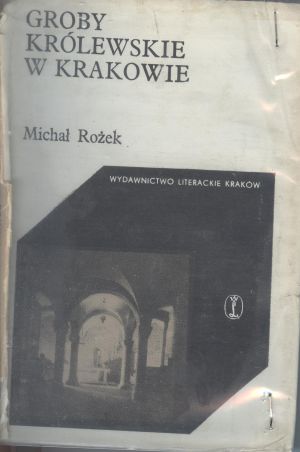 GROBY
KRÓLEWSKIE
W KRAKOWIE
Michał Rożek
WYDAWNICTWO LITERACKIE KRAKÓW